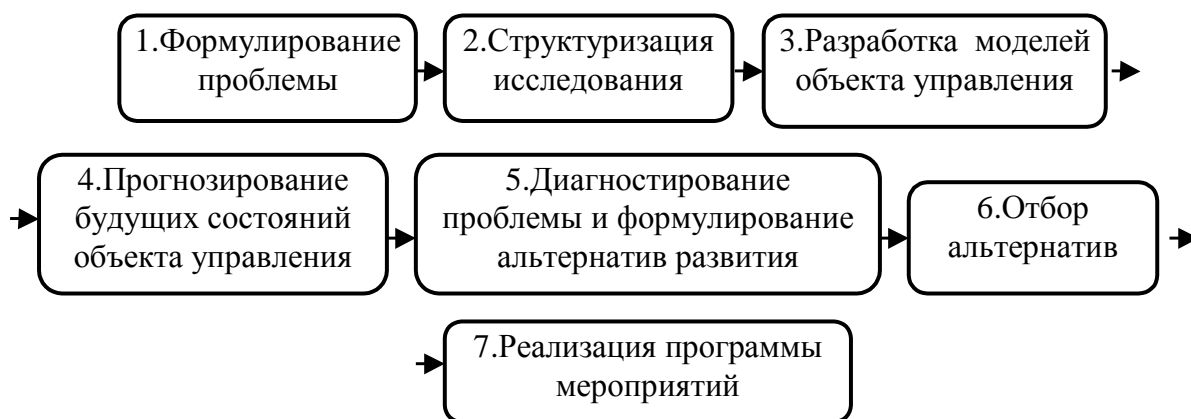 1.Формулирование
проблемы
2.Структуризация
исследования
3.Разработка моделей
объекта управления
4.Прогнозирование
будущих состояний
объекта управления
5.Диагностирование
проблемы и формулирование
альтернатив развития
6.Отбор
альтернатив
7.Реализация программы
мероприятий